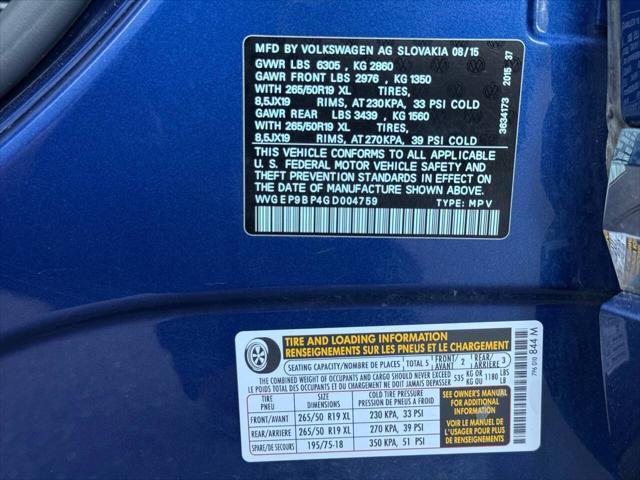 MFD BY VOLKSWAGEN AG SLOVAKIA 08/15
GVWR LBS 6305, KG 2860
GAWR FRONT LBS 2976, KG 1350
WITH 265/50R19 XL TIRES,
8,5JX19 RIMS, AT 230KPA, 33 PSI COLD
GAWR REAR LBS 3439, KG 1560
WITH 265/50R19 XL TIRES,
8,5JX19 RIMS, AT 270KPA, 39 PSI COLD
THIS VEHICLE CONFORMS TO ALL APPLICABLE
U. S. FEDERAL MOTOR VEHICLE SAFETY AND
THEFT PREVENTION STANDARDS IN EFFECT ON
THE DATE OF MANUFACTURE SHOWN ABOVE.
WVGEP9BP4GD004759 TYPE: MPV
3634173 2015 37
TIRE AND LOADING INFORMATION
RENSEIGNEMENTS SUR LES PNEUS ET LE CHARGEMENT
SEATING CAPACITY/NOMBRE DE PLACES TOTAL 5 FRONT/AVANT 2 REAR/ARRIÈRE 3
THE COMBINED WEIGHT OF OCCUPANTS AND CARGO SHOULD NEVER EXCEED 535 KG OR 1180 LBS
LE POIDS TOTAL DES OCCUPANTS ET DU CHARGEMENT NE DOIT JAMAIS DÉPASSER KG OU LB
TIRE PNEU
SIZE DIMENSIONS
COLD TIRE PRESSURE
PRESSION DES PNEUS A FROID
FRONT/AVANT 265/50 R19 XL 230 KPA, 33 PSI
REAR/ARRIERE 265/50 R19 XL 270 KPA, 39 PSI
SPARE/DE SECOURS 195/75-18 350 KPA, 51 PSI
SEE OWNER'S MANUAL
FOR ADDITIONAL
INFORMATION
VOIR LE MANUEL DE
L'USAGER POUR PLUS DE
RENSEIGNEMENTS
844 M